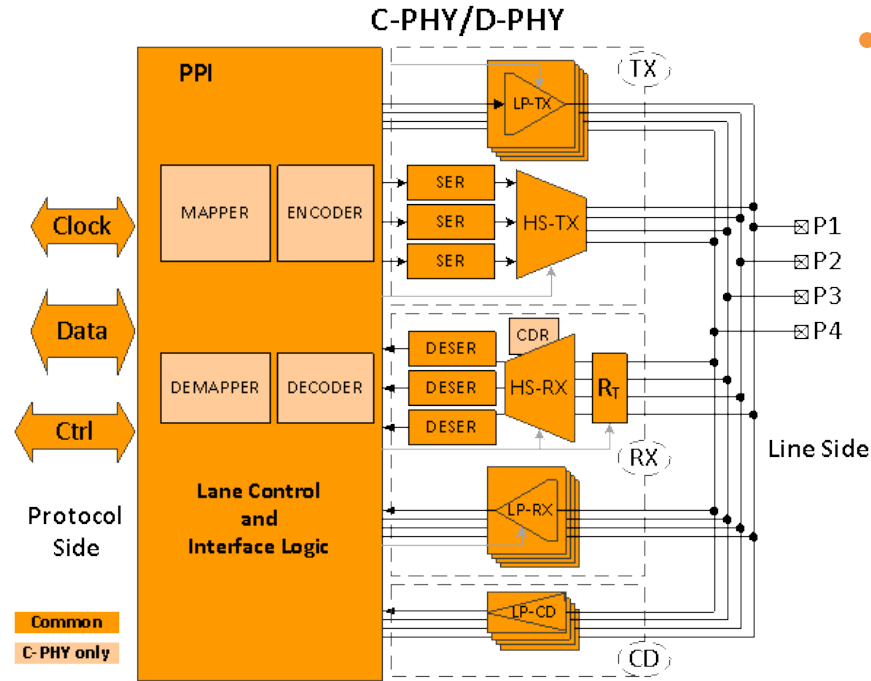 C-PHY/D-PHY
PPI
TX
LP-TX
MAPPER
ENCODER
SER
SER
SER
HS-TX
Clock
Data
Ctrl
P1
P2
P3
P4
CDR
DESER
DESER
DESER
HS-RX
RT
DEMAPPER
DECODER
RX
Line Side
Lane Control
and
Interface Logic
LP-RX
Protocol
Side
LP-CD
CD
Common
C-PHY only